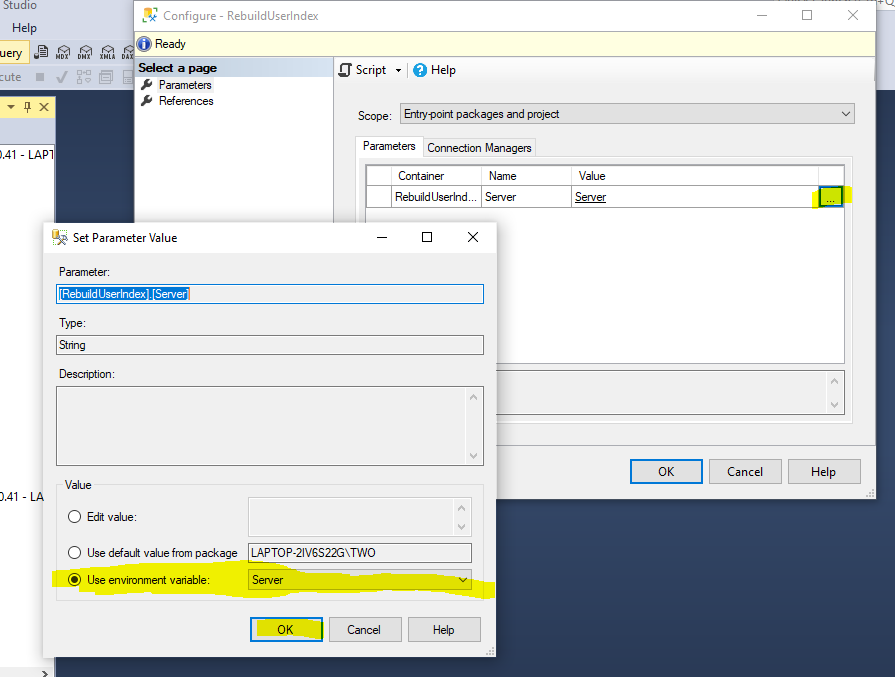 Studio
Help
uery
MDX
DMX
XMLA
DAX
cute
0.41 - LAPT
0.41 - LA
Configure - RebuildUserIndex
Ready
Select a page
Parameters
References
Script
Help
Scope:
Entry-point packages and project
Parameters
Connection Managers
Container
Name
Value
RebuildUserInd...
Server
Server
...
OK
Cancel
Help
Set Parameter Value
Parameter:
[RebuildUserIndex].[Server]
Type:
String
Description:
Value
Edit value:
Use default value from package
LAPTOP-2IV6S22G\TWO
Use environment variable:
Server
OK
Cancel
Help